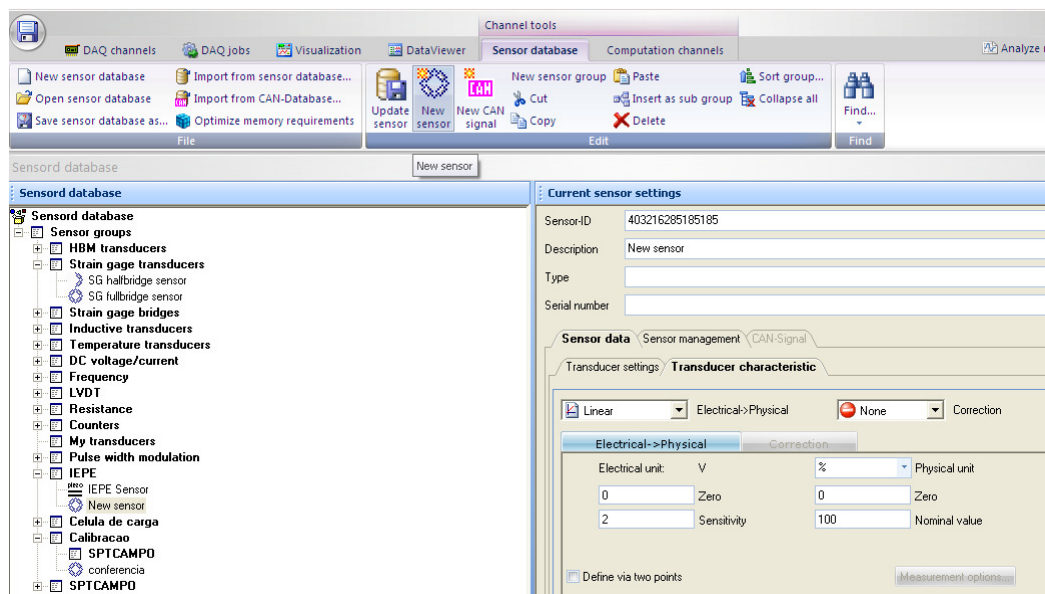 Channel tools
DAQ channels DAQ jobs Visualization DataViewer Sensor database Computation channels Analyze
New sensor database Import from sensor database... New sensor group Paste Sort group...
Open sensor database Import from CAN-Database... Cut Insert as sub group Collapse all
Save sensor database as... Optimize memory requirements Copy Delete
Update sensor New sensor New CAN signal Find...
File Edit Find
Sensord database New sensor
Sensord database
Sensord database
Sensor groups
HBM transducers
Strain gage transducers
SG halfbridge sensor
SG fullbridge sensor
Strain gage bridges
Inductive transducers
Temperature transducers
DC voltage/current
Frequency
LVDT
Resistance
Counters
My transducers
Pulse width modulation
IEPE
piezo IEPE Sensor
New sensor
Celula de carga
Calibracao
SPTCAMPO
conferencia
SPTCAMPO
Current sensor settings
Sensor-ID 403216285185185
Description New sensor
Type
Serial number
Sensor data Sensor management CAN-Signal
Transducer settings Transducer characteristic
Linear Electrical->Physical None Correction
Electrical->Physical Correction
Electrical unit: V % Physical unit
0 Zero 0 Zero
2 Sensitivity 100 Nominal value
Define via two points Measurement options...